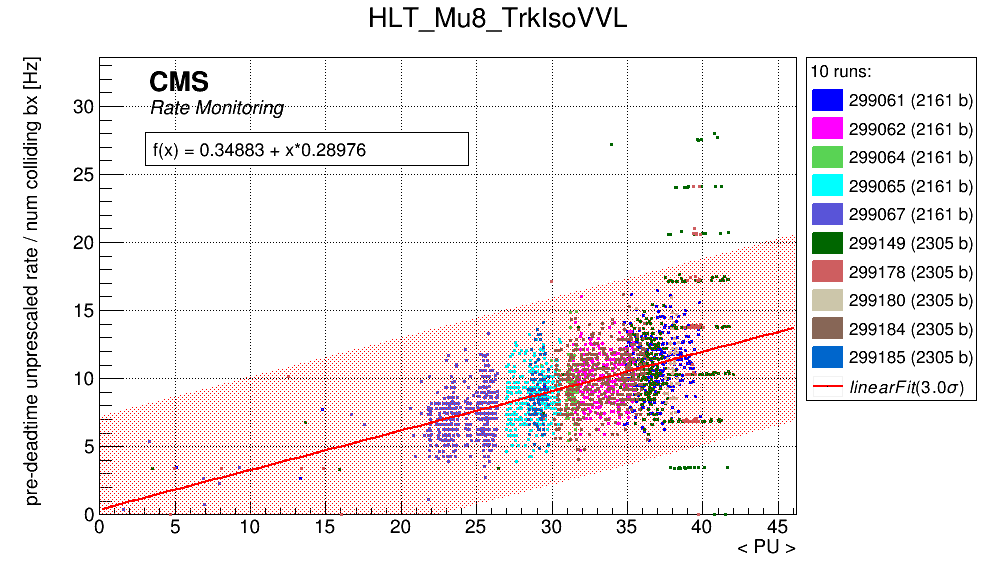 HLT_Mu8_TrkIsoVVL
pre-deadtime unprescaled rate / num colliding bx [Hz]
CMS
Rate Monitoring
f(x) = 0.34883 + x*0.28976
30
25
20
15
10
5
0
0 5 10 15 20 25 30 35 40 45
< PU >
10 runs:
299061 (2161 b)
299062 (2161 b)
299064 (2161 b)
299065 (2161 b)
299067 (2161 b)
299149 (2305 b)
299178 (2305 b)
299180 (2305 b)
299184 (2305 b)
299185 (2305 b)
linearFit(3.0σ)